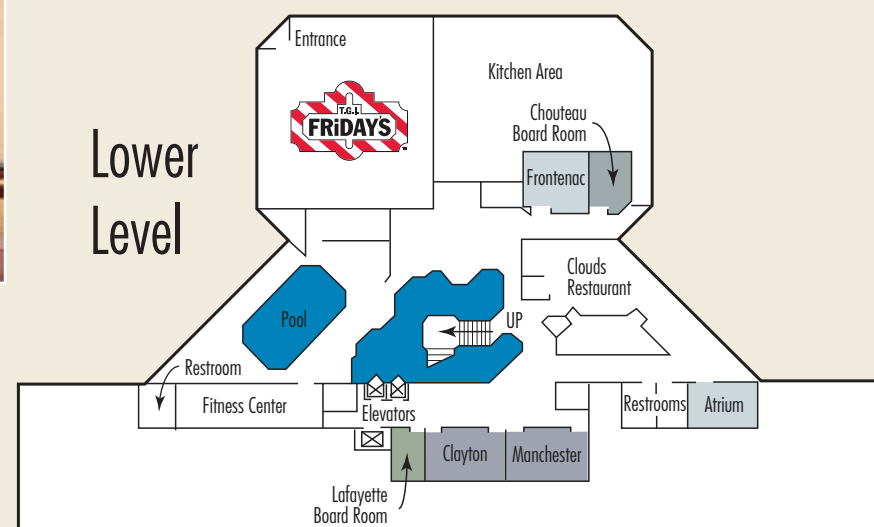 Lower
Level
Entrance
T.G.I.
FRiDAY'S
Kitchen Area
Chouteau
Board Room
Frontenac
Clouds
Restaurant
Pool
UP
Restroom
Fitness Center
Elevators
Restrooms
Atrium
Clayton
Manchester
Lafayette
Board Room